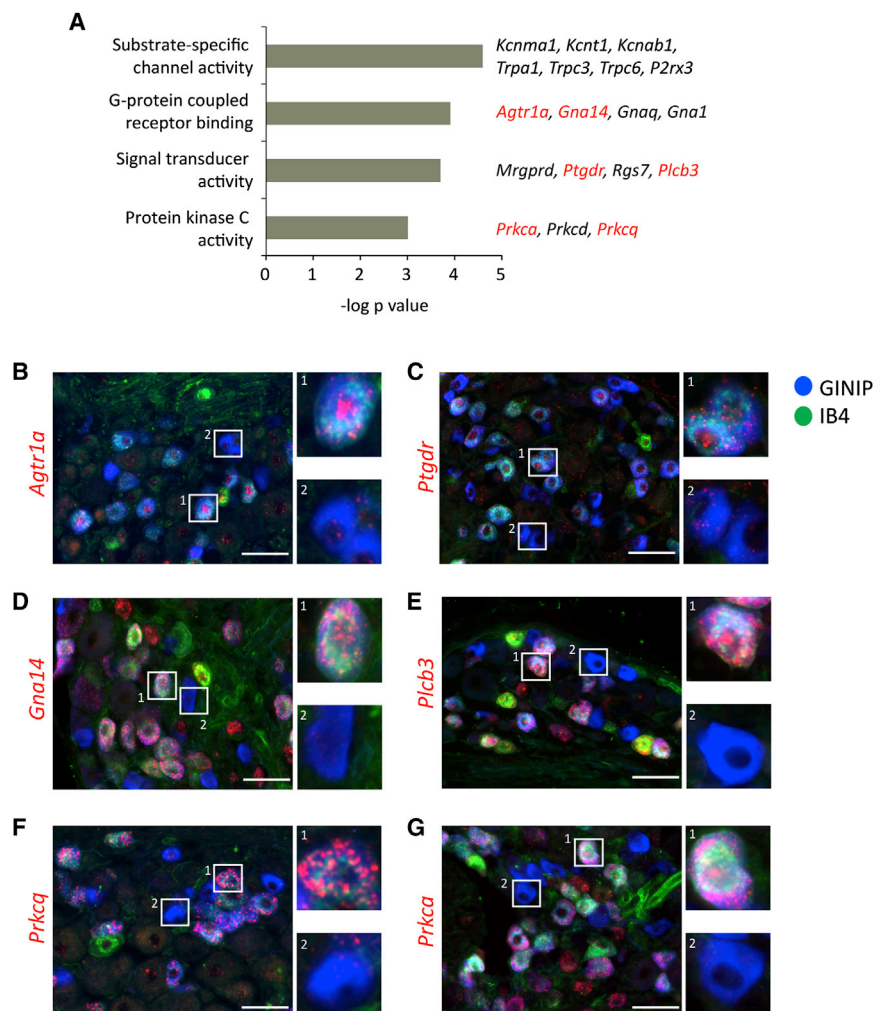 A
Substrate-specific
channel activity
Kcnma1, Kcnt1, Kcnab1,
Trpa1, Trpc3, Trpc6, P2rx3
G-protein coupled
receptor binding
Agtr1a, Gna14, Gnaq, Gna1
Signal transducer
activity
Mrgprd, Ptgdr, Rgs7, Plcb3
Protein kinase C
activity
Prkca, Prkcd, Prkcq
0 1 2 3 4 5
-log p value
B
Agtr1a
1
2
1
2
C
Ptgdr
1
2
1
2
GINIP
IB4
D
Gna14
1
2
1
2
E
Plcb3
1
2
1
2
F
Prkcq
1
2
1
2
G
Prkca
1
2
1
2